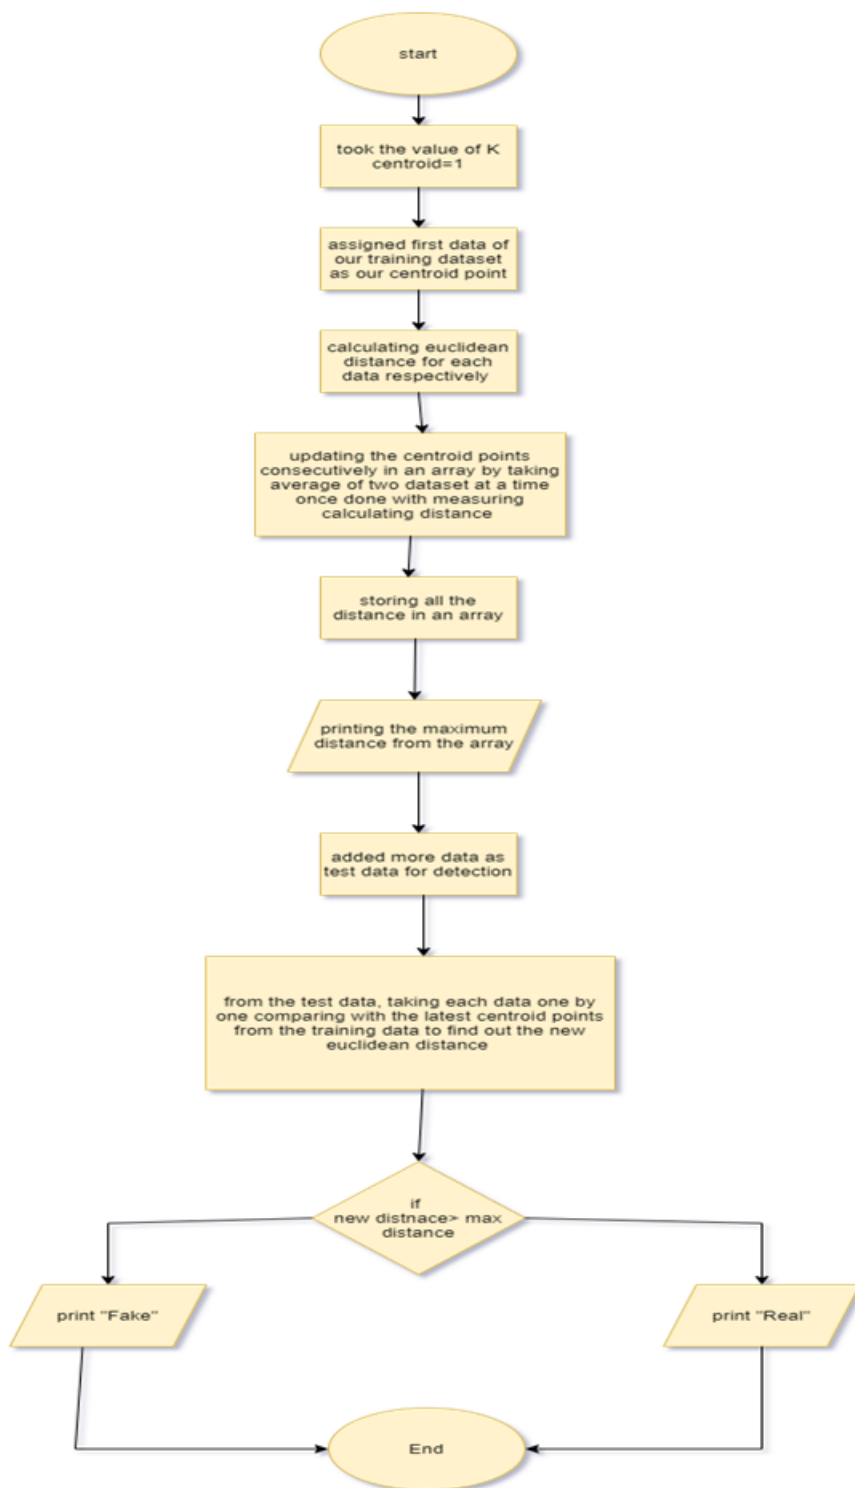 start
took the value of K
centroid=1
assigned first data of
our training dataset
as our centroid point
calculating euclidean
distance for each
data respectively
updating the centroid points
consecutively in an array by taking
average of two dataset at a time
once done with measuring
calculating distance
storing all the
distance in an array
printing the maximum
distance from the array
added more data as
test data for detection
from the test data, taking each data one by
one comparing with the latest centroid points
from the training data to find out the new
euclidean distance
if
new distnace> max
distance
print "Fake"
print "Real"
End